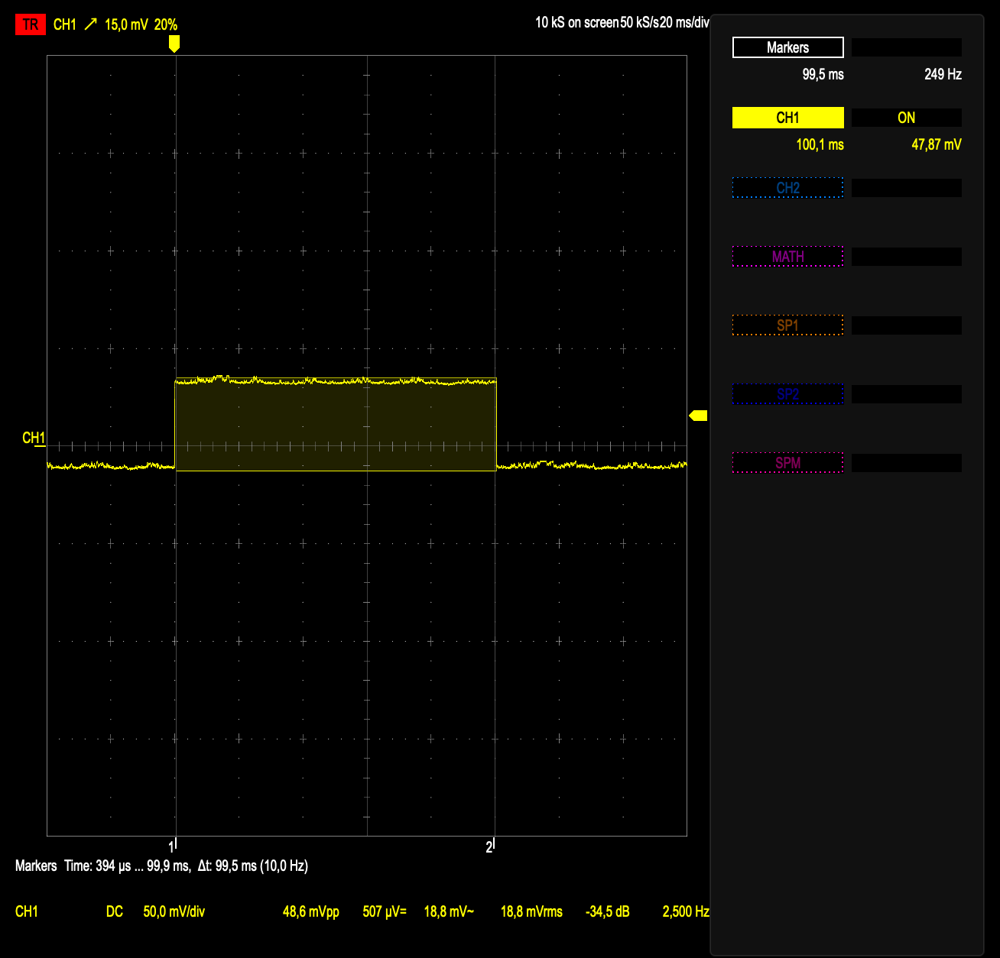 TR CH1 15,0 mV 20% 10 kS on screen 50 kS/s 20 ms/div
Markers
99,5 ms 249 Hz
CH1 ON
100,1 ms 47,87 mV
CH2
MATH
SP1
SP2
SPM
CH1
1 2
Markers Time: 394 µs ... 99,9 ms, Δt: 99,5 ms (10,0 Hz)
CH1 DC 50,0 mV/div 48,6 mVpp 507 µV= 18,8 mV~ 18,8 mVrms -34,5 dB 2,500 Hz